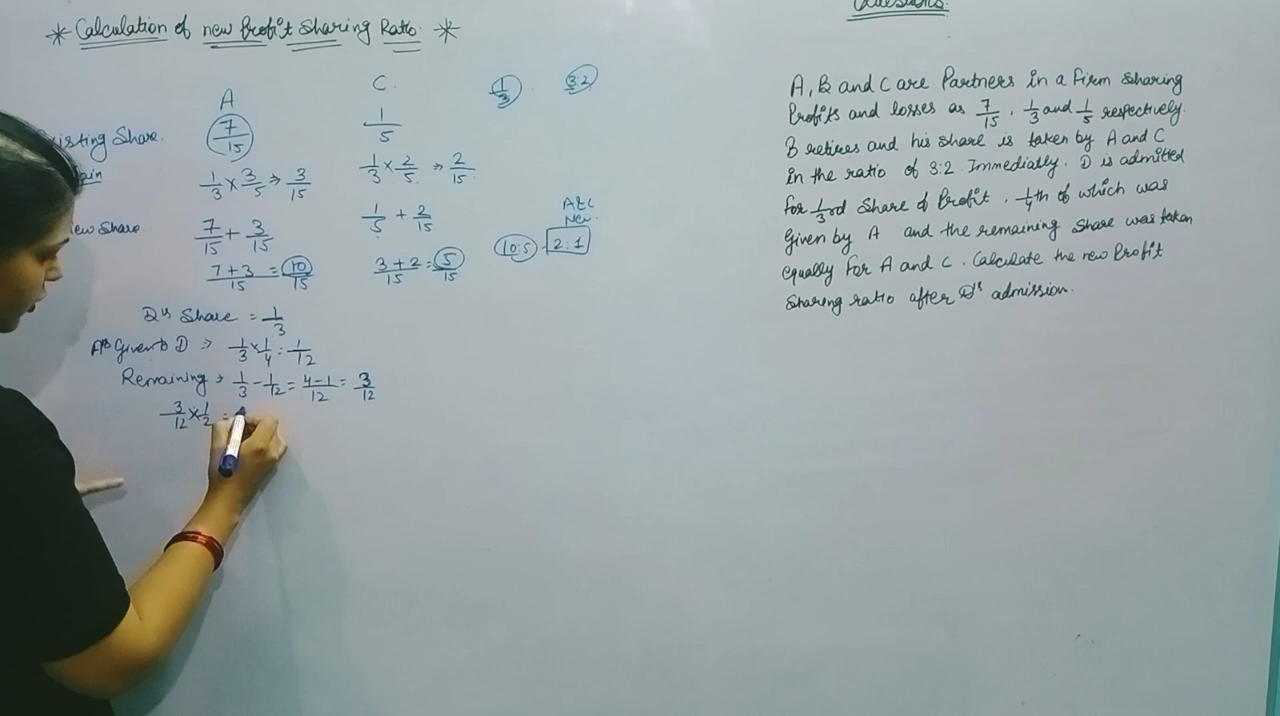 * Calculation of new Profit Sharing Ratio *
A
C.
1/3
3:2
isting Share.
7/15
1/5
ain
1/3 × 3/5 → 3/15
1/3 × 2/5 → 2/15
New Share
7/15 + 3/15
1/5 + 2/15
A&C
New
7+3/15 = 10/15
3+2/15 = 5/15
10:5
2:1
D's Share = 1/3
A's Given to D → 1/3 × 1/4 = 1/12
Remaining → 1/3 - 1/12 = 4-1/12 = 3/12
3/12 × 1/2 =
Questions.
A, B and C are Partners in a Firm sharing
Profits and losses as 7/15, 1/3 and 1/5 respectively.
B retires and his share is taken by A and C
in the ratio of 3:2. Immediatly. D is admitted
for 1/3rd Share of Profit, 1/4th of which was
given by A and the remaining Share was taken
equally for A and C. Calculate the new Profit
Sharing ratio after D's admission.